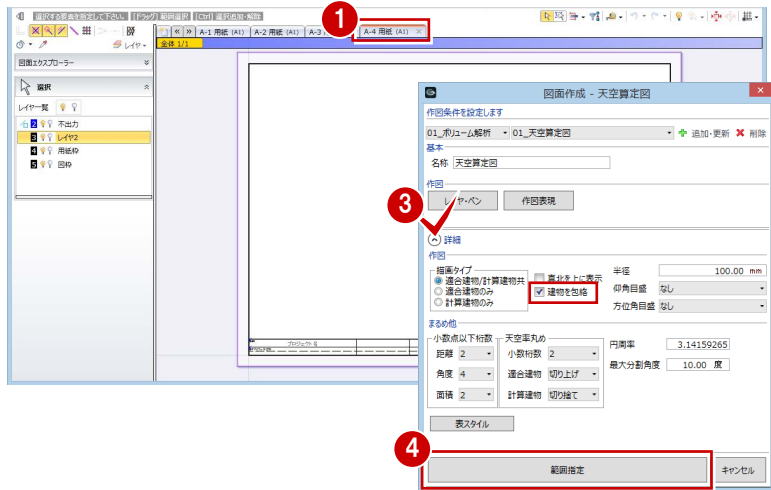 選択する要素を指定して下さい。 [ドラッグ] 範囲選択 [Ctrl] 選択追加・解除
1
« » A-1 用紙 (A1) A-2 用紙 (A1) A-3 A-4 用紙 (A1) ×
レイヤ
全体 1/1
図面エクスプローラー
選択
レイヤ一覧
2 不出力
3 レイヤ2
4 用紙枠
5 図枠
プロジェクト名
図面作成 - 天空算定図
作図条件を設定します
01_ボリューム解析 01_天空算定図 追加・更新 削除
基本
名称 天空算定図
作図
3
レイヤ・ペン 作図表現
詳細
作図
描画タイプ
適合建物/計算建物共
適合建物のみ
計算建物のみ
真北を上に表示
建物を包絡
半径 100.00 mm
仰角目盛 なし
方位角目盛 なし
まるめ他
小数点以下桁数
距離 2
角度 4
面積 2
天空率丸め
小数桁数 2
適合建物 切り上げ
計算建物 切り捨て
円周率 3.14159265
最大分割角度 10.00 度
表スタイル
4
範囲指定 キャンセル